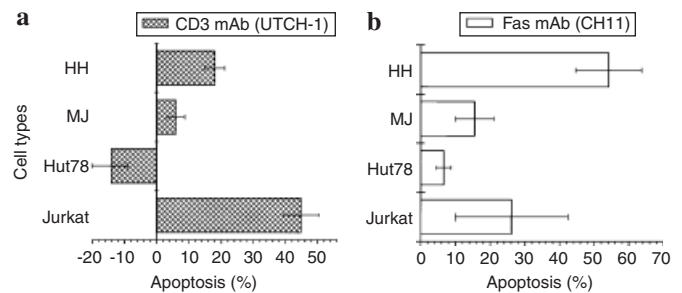 a
CD3 mAb (UTCH-1)
Cell types
HH
MJ
Hut78
Jurkat
-20 -10 0 10 20 30 40 50
Apoptosis (%)
b
Fas mAb (CH11)
HH
MJ
Hut78
Jurkat
0 10 20 30 40 50 60 70
Apoptosis (%)